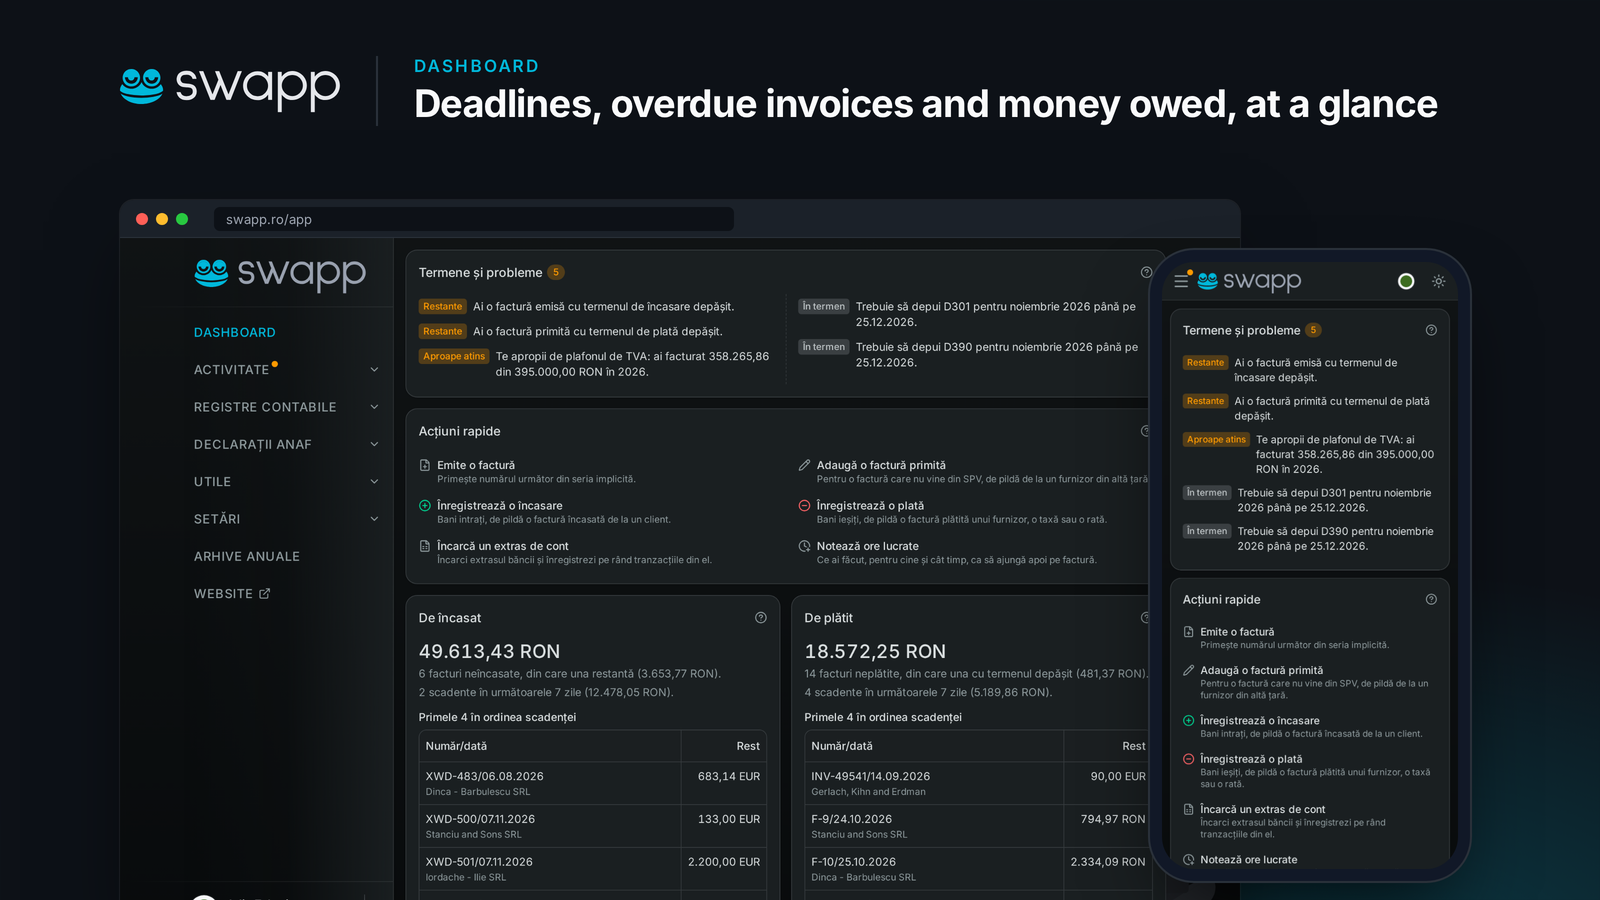 swapp
DASHBOARD
Deadlines, overdue invoices and money owed, at a glance
swapp.ro/app
swapp
DASHBOARD
ACTIVITATE
REGISTRE CONTABILE
DECLARAȚII ANAF
UTILE
SETĂRI
ARHIVE ANUALE
WEBSITE
Termene și probleme 5
Restante Ai o factură emisă cu termenul de încasare depășit.
Restante Ai o factură primită cu termenul de plată depășit.
Aproape atins Te apropii de plafonul de TVA: ai facturat 358.265,86
din 395.000,00 RON în 2026.
În termen Trebuie să depui D301 pentru noiembrie 2026 până pe
25.12.2026.
În termen Trebuie să depui D390 pentru noiembrie 2026 până pe
25.12.2026.
Acțiuni rapide
Emite o factură
Primește numărul următor din seria implicită.
Adaugă o factură primită
Pentru o factură care nu vine din SPV, de pildă de la un furnizor din altă țară
Înregistrează o încasare
Bani intrați, de pildă o factură încasată de la un client.
Înregistrează o plată
Bani ieșiți, de pildă o factură plătită unui furnizor, o taxă sau o rată.
Încarcă un extras de cont
Încarci extrasul băncii și înregistrezi pe rând tranzacțiile din el.
Notează ore lucrate
Ce ai făcut, pentru cine și cât timp, ca să ajungă apoi pe factură.
De încasat
49.613,43 RON
6 facturi neîncasate, din care una restantă (3.653,77 RON).
2 scadente în următoarele 7 zile (12.478,05 RON).
Primele 4 în ordinea scadenței
Număr/dată Rest
XWD-483/06.08.2026 683,14 EUR
Dinca - Barbulescu SRL
XWD-500/07.11.2026 133,00 EUR
Stanciu and Sons SRL
XWD-501/07.11.2026 2.200,00 EUR
Iordache - Ilie SRL
De plătit
18.572,25 RON
14 facturi neplătite, din care una cu termenul depășit (481,37 RON).
4 scadente în următoarele 7 zile (5.189,86 RON).
Primele 4 în ordinea scadenței
Număr/dată Rest
INV-49541/14.09.2026 90,00 EUR
Gerlach, Kihn and Erdman
F-9/24.10.2026 794,97 RON
Stanciu and Sons SRL
F-10/25.10.2026 2.334,09 RON
Dinca - Barbulescu SRL
swapp
Termene și probleme 5
Restante Ai o factură emisă cu termenul de
încasare depășit.
Restante Ai o factură primită cu termenul de plată
depășit.
Aproape atins Te apropii de plafonul de TVA: ai
facturat 358.265,86 din 395.000,00
RON în 2026.
În termen Trebuie să depui D301 pentru noiembrie
2026 până pe 25.12.2026.
În termen Trebuie să depui D390 pentru noiembrie
2026 până pe 25.12.2026.
Acțiuni rapide
Emite o factură
Primește numărul următor din seria implicită.
Adaugă o factură primită
Pentru o factură care nu vine din SPV, de pildă de la un
furnizor din altă țară.
Înregistrează o încasare
Bani intrați, de pildă o factură încasată de la un client.
Înregistrează o plată
Bani ieșiți, de pildă o factură plătită unui furnizor, o taxă
sau o rată.
Încarcă un extras de cont
Încarci extrasul băncii și înregistrezi pe rând
tranzacțiile din el.
Notează ore lucrate